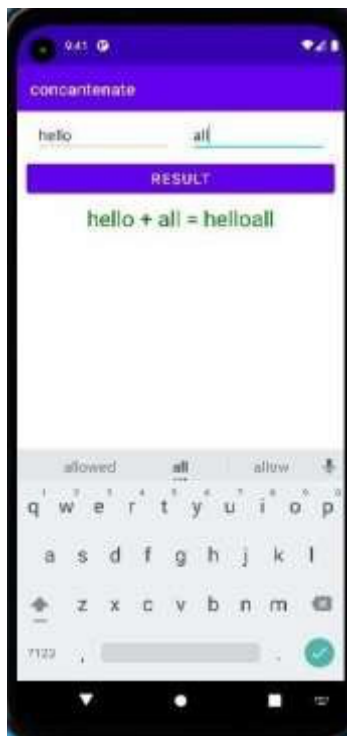 9:41
concantenate
hello all
RESULT
hello + all = helloall
allowed all allow
q w e r t y u i o p
a s d f g h j k l
z x c v b n m
?123 , .